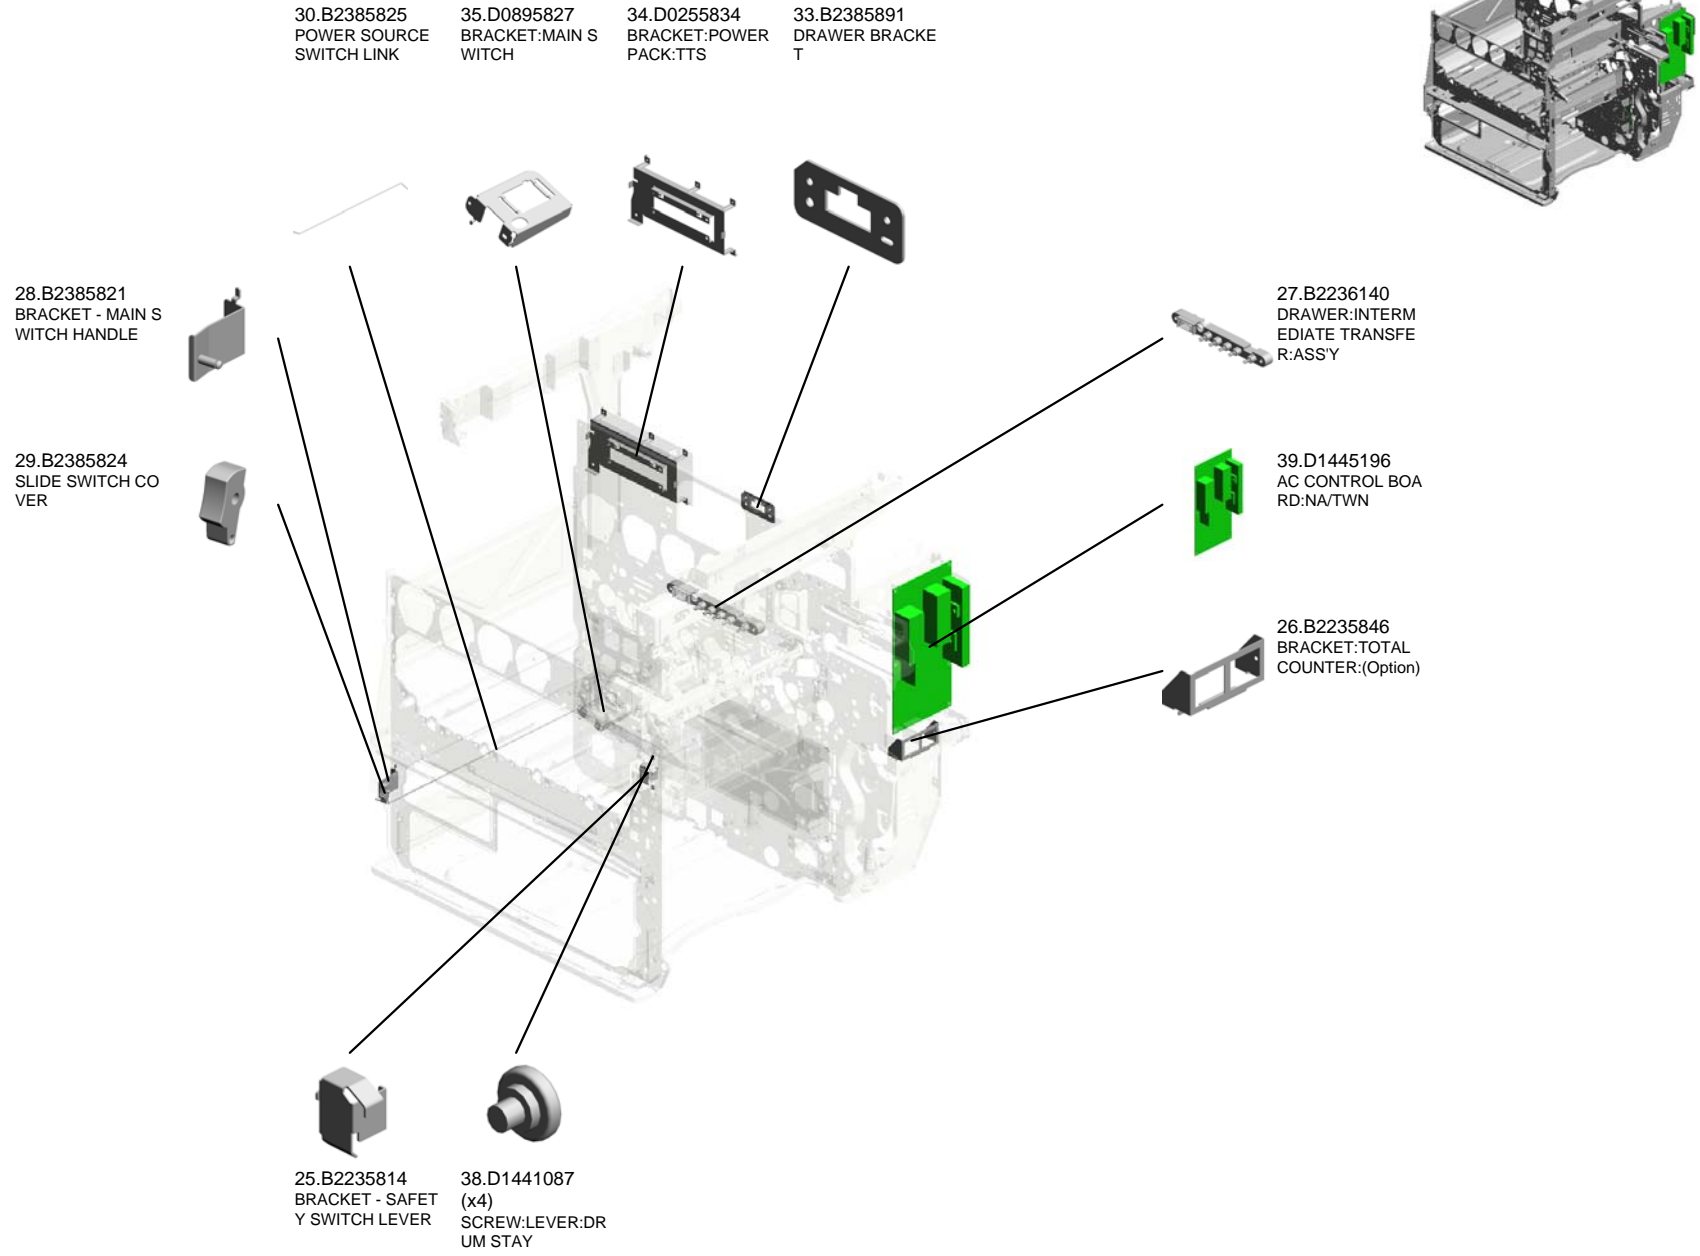 30.B2385825
POWER SOURCE
SWITCH LINK
35.D0895827
BRACKET:MAIN S
WITCH
34.D0255834
BRACKET:POWER
PACK:TTS
33.B2385891
DRAWER BRACKE
T
28.B2385821
BRACKET - MAIN S
WITCH HANDLE
27.B2236140
DRAWER:INTERM
EDIATE TRANSFE
R:ASS'Y
29.B2385824
SLIDE SWITCH CO
VER
39.D1445196
AC CONTROL BOA
RD:NA/TWN
26.B2235846
BRACKET:TOTAL
COUNTER:(Option)
25.B2235814
BRACKET - SAFET
Y SWITCH LEVER
38.D1441087
(x4)
SCREW:LEVER:DR
UM STAY